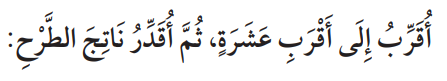 أُقَرِّبُ إِلَى أَقْرَبِ عَشَرَةٍ، ثُمَّ أُقَدِّرُ نَاتِجَ الطَّرْحِ: